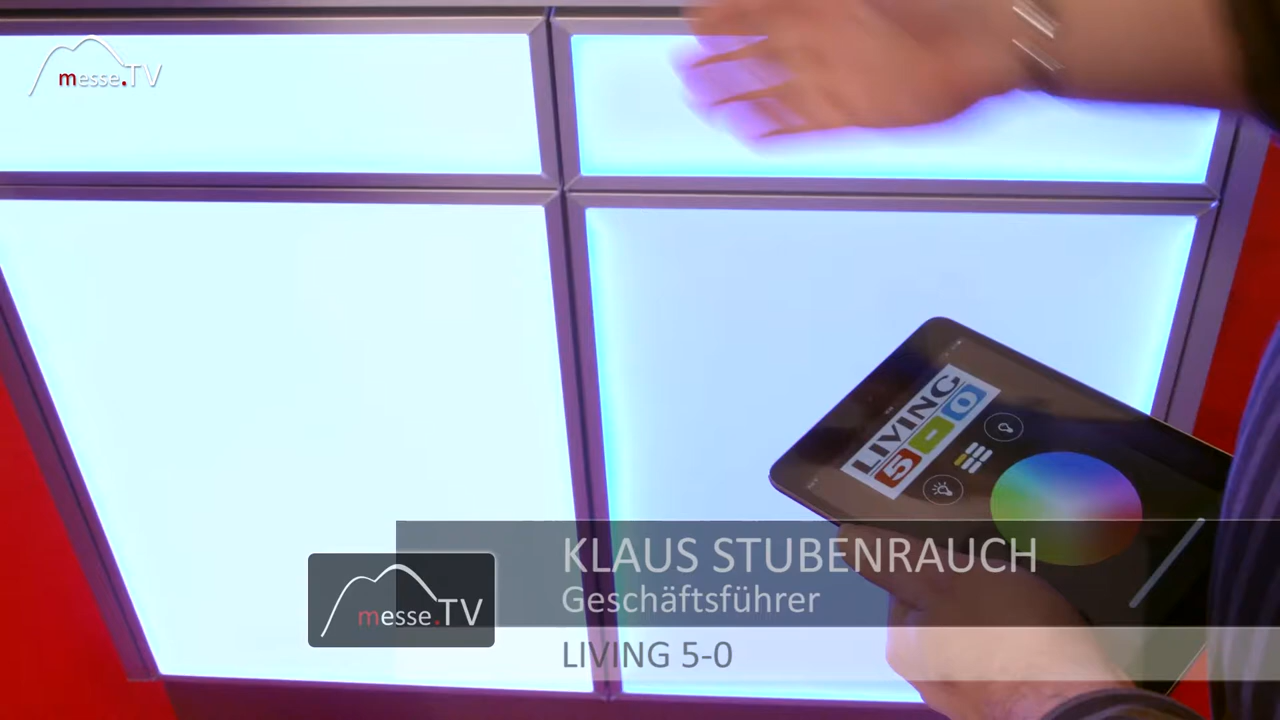 messe.TV
LIVING
5-0
KLAUS STUBENRAUCH
Geschäftsführer
messe.TV
LIVING 5-0